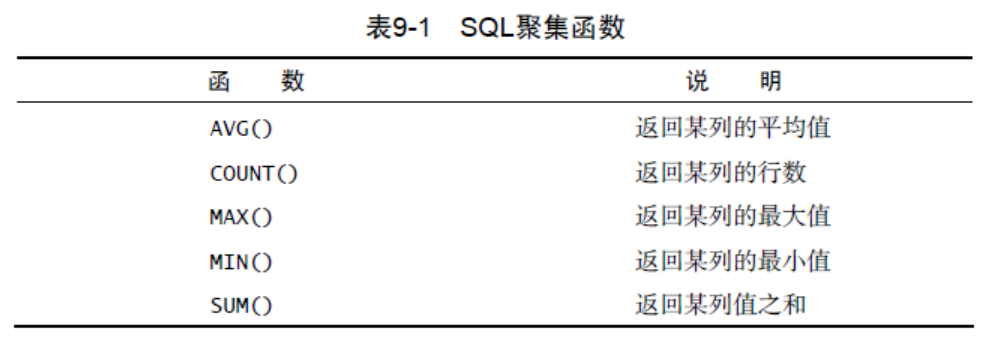 表9-1 SQL聚集函数
函 数 说 明
AVG() 返回某列的平均值
COUNT() 返回某列的行数
MAX() 返回某列的最大值
MIN() 返回某列的最小值
SUM() 返回某列值之和